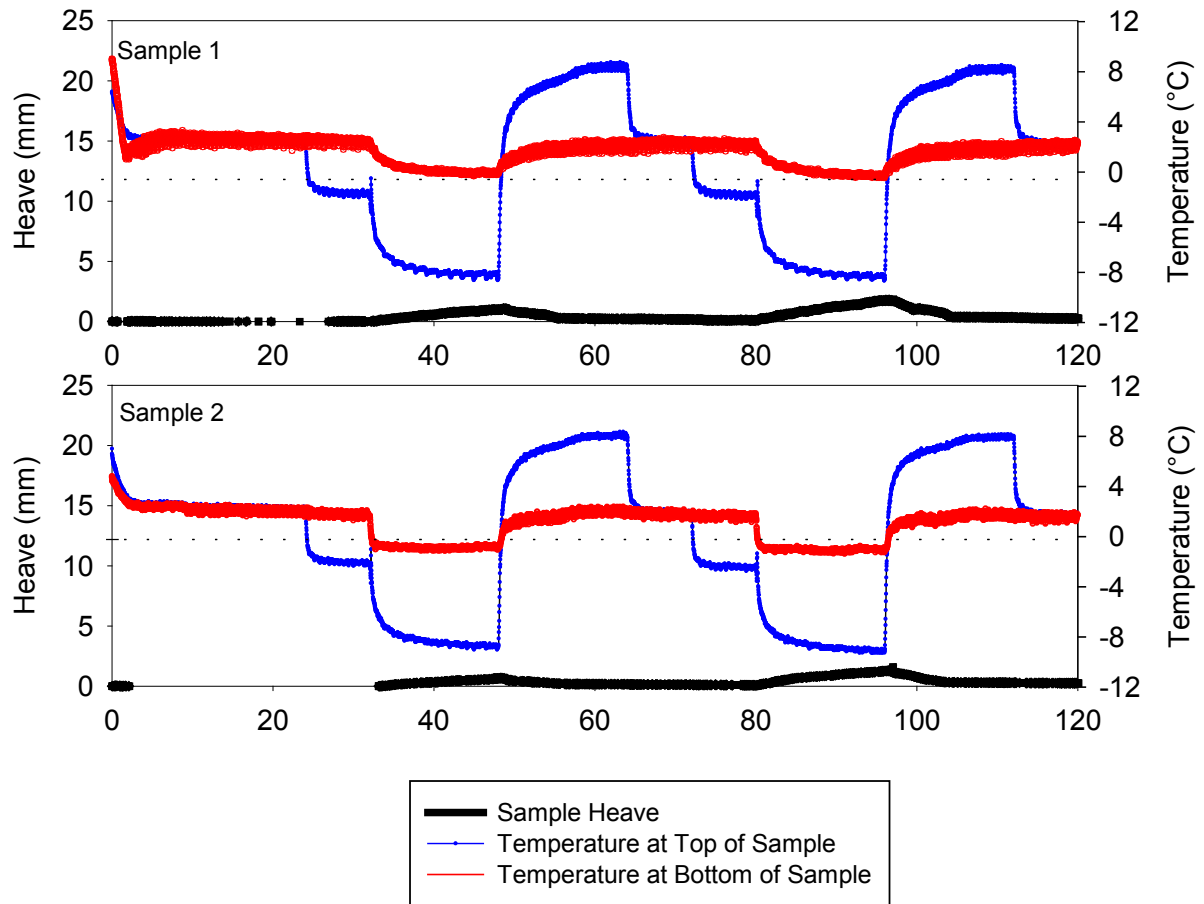 25 12
Sample 1
20 8
15 4
10 0
5 -4
0 -8
-12
Heave (mm)
Temperature (°C)
0 20 40 60 80 100 120
25 12
Sample 2
20 8
15 4
10 0
5 -4
0 -8
-12
Heave (mm)
Temperature (°C)
0 20 40 60 80 100 120
Sample Heave
Temperature at Top of Sample
Temperature at Bottom of Sample